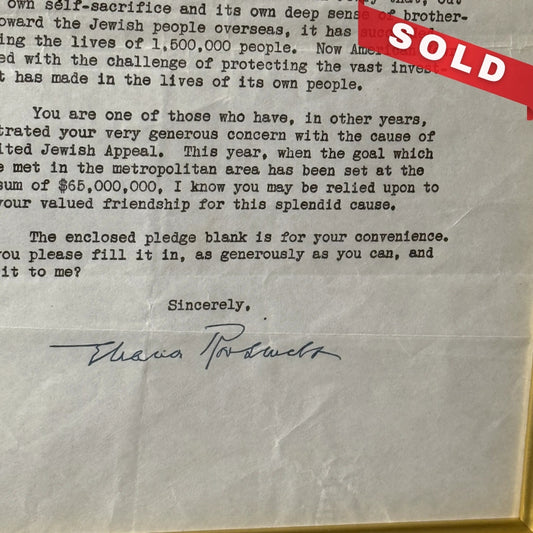 own self-sacrifice and its own deep sense of brother-
toward the Jewish people overseas, it has
ing the lives of 1,500,000 people. Now
ed with the challenge of protecting the vast invest-
t has made in the lives of its own people.
You are one of those who have, in other years,
trated your very generous concern with the cause of
ited Jewish Appeal. This year, when the goal which
e met in the metropolitan area has been set at the
sum of $65,000,000, I know you may be relied upon to
your valued friendship for this splendid cause.
The enclosed pledge blank is for your convenience.
you please fill it in, as generously as you can, and
it to me?
Sincerely,
Eleanor Roosevelt
SOLD